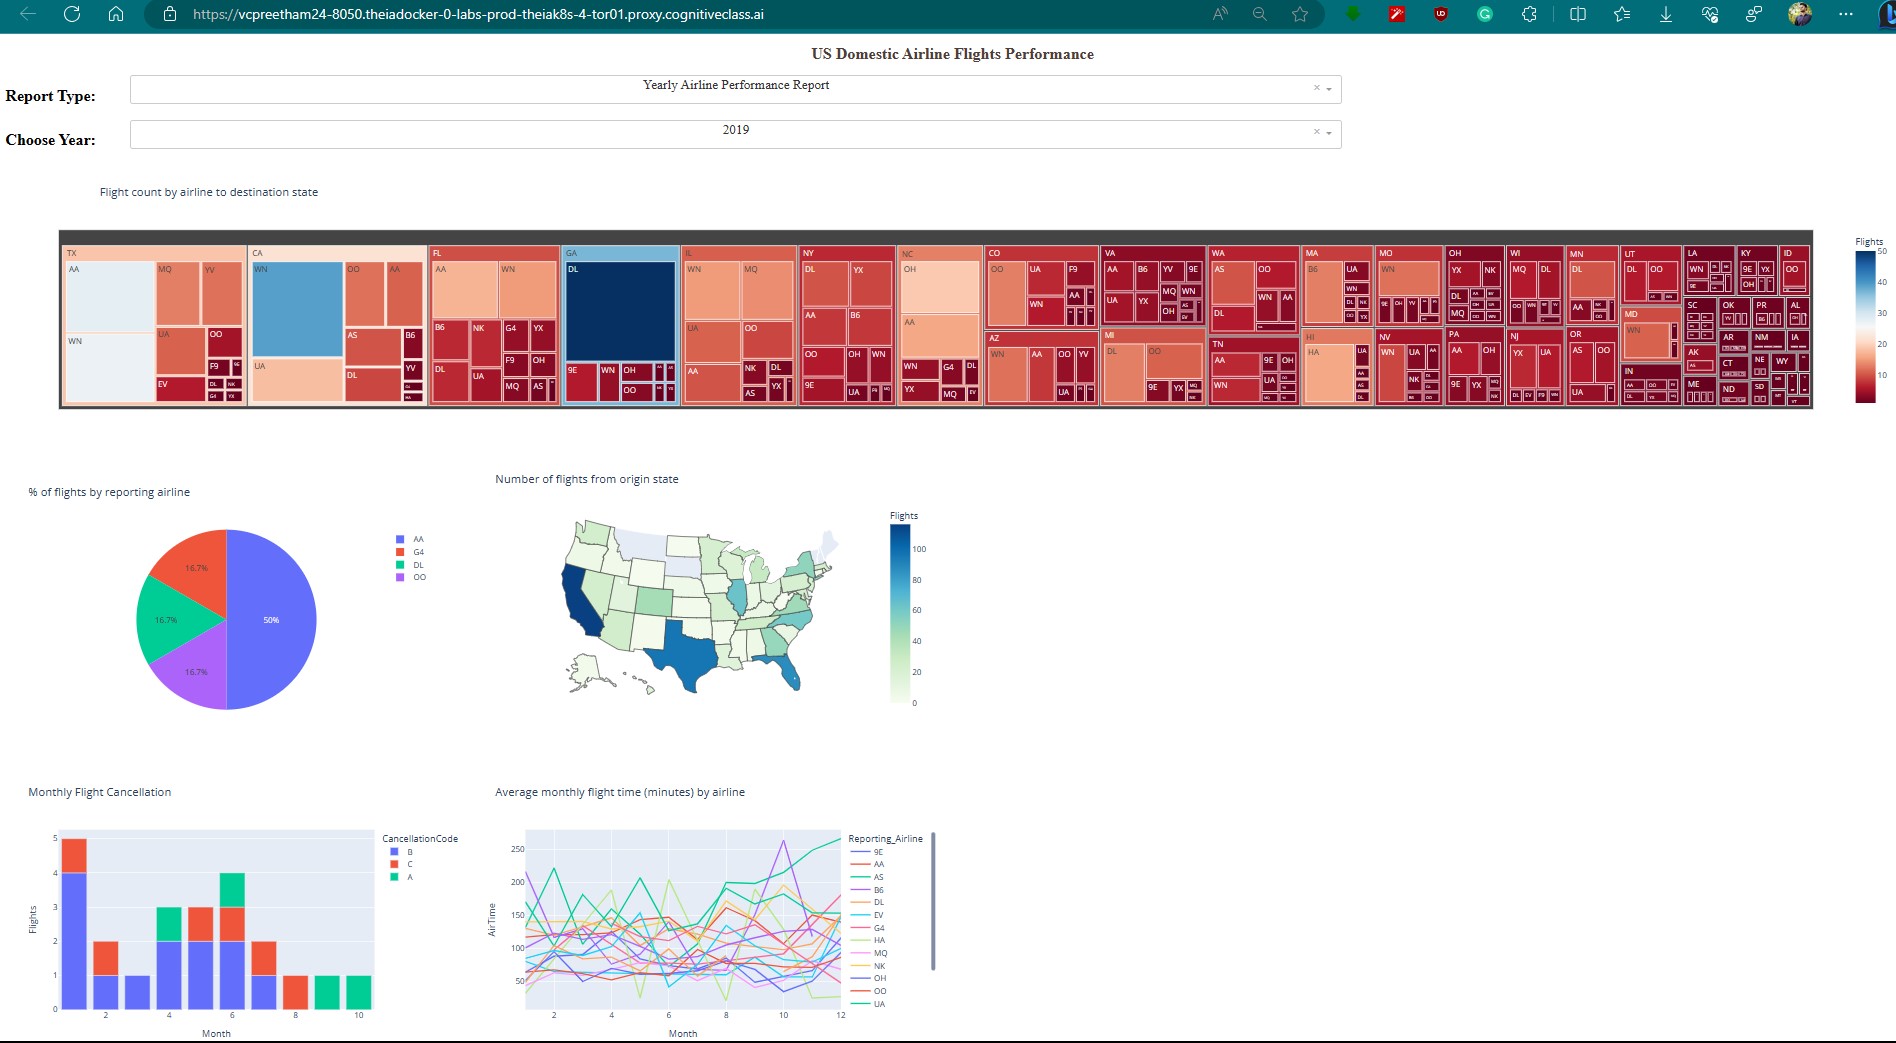 https://vcpreetham24-8050.theiadocker-0-labs-prod-theiak8s-4-tor01.proxy.cognitiveclass.ai
US Domestic Airline Flights Performance
Report Type:
Yearly Airline Performance Report
Choose Year:
2019
Flight count by airline to destination state
TX CA FL GA IL NY NC CO VA WA MA MO OH WI MN UT LA KY ID
AA MQ YV WN OO AA AA WN DL WN MQ DL YX OH OO UA F9 AA B6 YV 9E AS OO B6 UA WN YX NK MQ DL DL DL OO WN 9E YX OO
WN UA OO UA AS B6 B6 NK G4 YX UA OO AA B6 AA WN AA UA YX MQ WN DL WN AA WN DL AA
EV F9 DL YV DL UA F9 OH 9E WN OH AA NK DL OO OH WN WN G4 DL
MQ AS OO AS YX 9E UA YX MQ
AZ MI TN HI NV PA NJ OR MD IN
WN AA OO YV DL OO AA 9E OH HA UA WN UA AA OH YX UA AS OO WN
UA 9E YX WN UA NK 9E YX UA
SC OK PR AL
AK AR NM IA
CT NE WY
ME ND SD
Flights
50
40
30
20
10
% of flights by reporting airline
16.7%
16.7%
16.7%
50%
AA
G4
DL
OO
Number of flights from origin state
Flights
100
80
60
40
20
0
Monthly Flight Cancellation
Flights
5
4
3
2
1
0
2 4 6 8 10
Month
CancellationCode
B
C
A
Average monthly flight time (minutes) by airline
AirTime
250
200
150
100
50
2 4 6 8 10 12
Month
Reporting_Airline
9E
AA
AS
B6
DL
EV
G4
HA
MQ
NK
OH
OO
UA